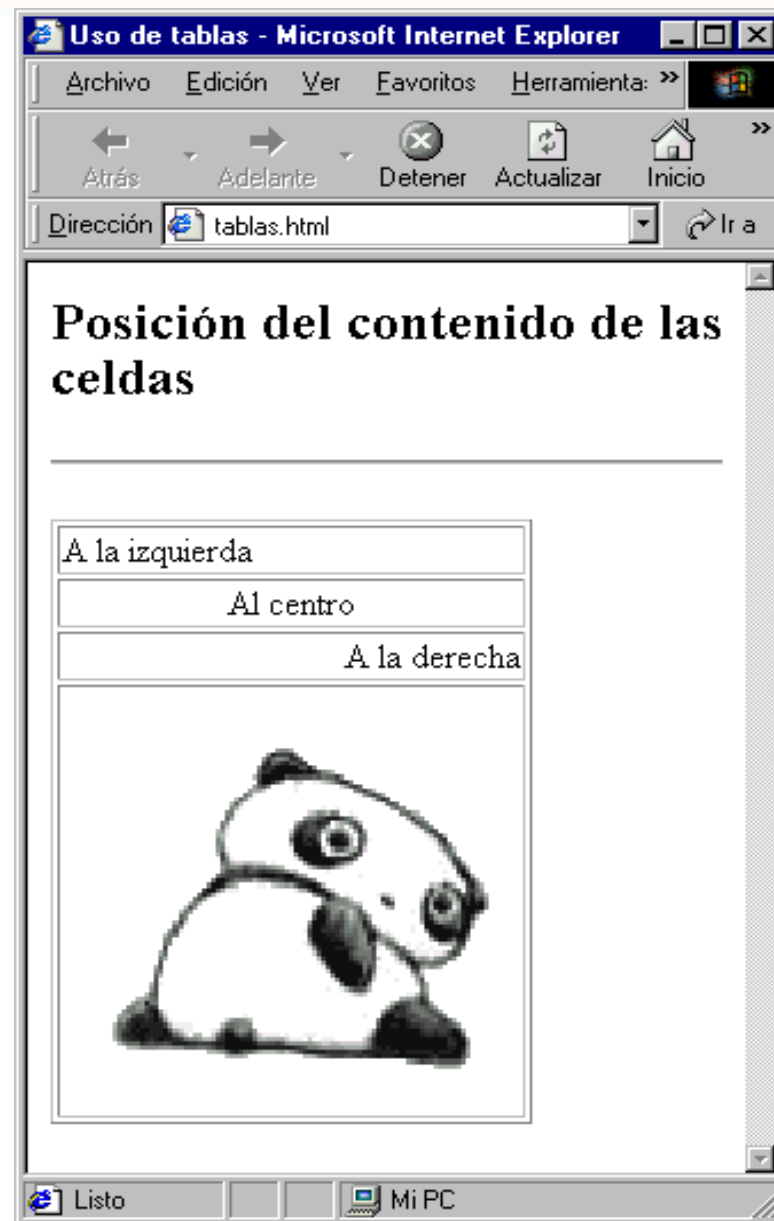 Uso de tablas - Microsoft Internet Explorer
Archivo Edición Ver Favoritos Herramienta: »
Atrás Adelante Detener Actualizar Inicio »
Dirección tablas.html Ir a
Posición del contenido de las
celdas
A la izquierda
Al centro
A la derecha
Listo Mi PC